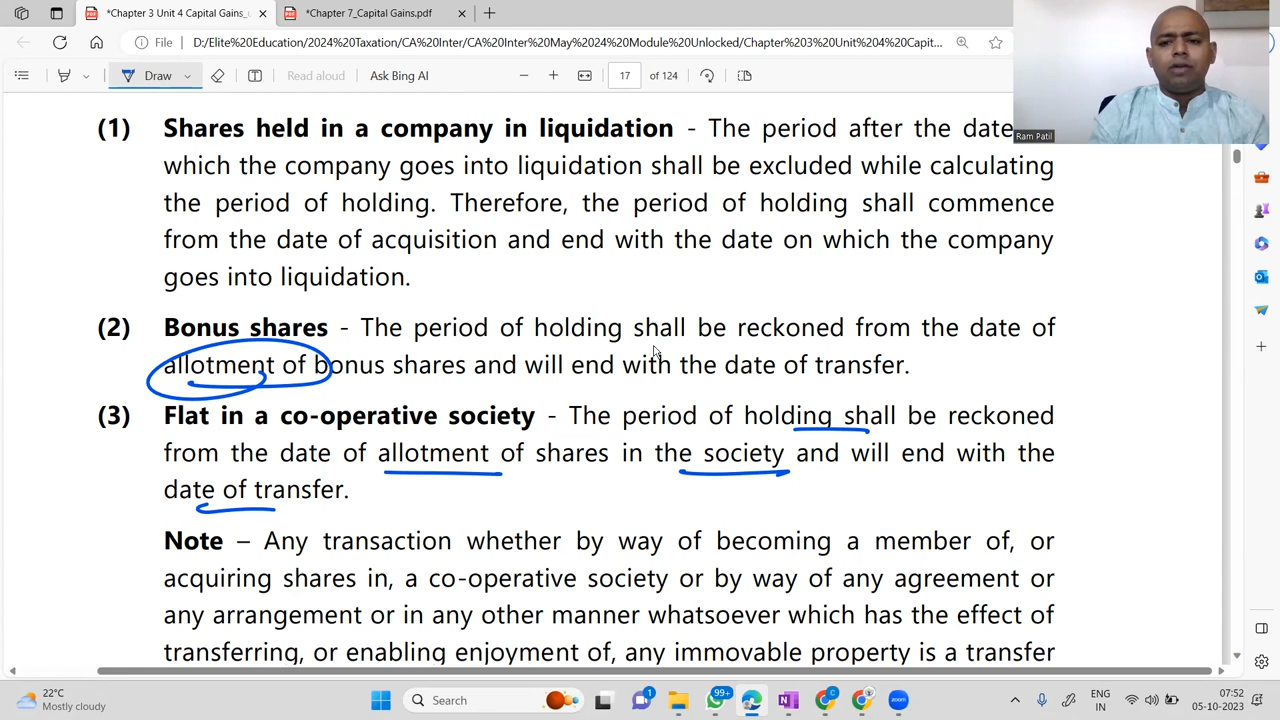 *Chapter 3 Unit 4 Capital Gains_
*Chapter 7_Capital Gains.pdf
File
D:/Elite%20Education/2024%20Taxation/CA%20Inter/CA%20Inter%20May%202024%20Module%20Unlocked/Chapter%203%20Unit%204%20Capit...
Draw
Read aloud
Ask Bing AI
17
of 124
Ram Patil
(1) Shares held in a company in liquidation - The period after the date
which the company goes into liquidation shall be excluded while calculating
the period of holding. Therefore, the period of holding shall commence
from the date of acquisition and end with the date on which the company
goes into liquidation.
(2) Bonus shares - The period of holding shall be reckoned from the date of
allotment of bonus shares and will end with the date of transfer.
(3) Flat in a co-operative society - The period of holding shall be reckoned
from the date of allotment of shares in the society and will end with the
date of transfer.
Note – Any transaction whether by way of becoming a member of, or
acquiring shares in, a co-operative society or by way of any agreement or
any arrangement or in any other manner whatsoever which has the effect of
transferring, or enabling enjoyment of, any immovable property is a transfer
22°C
Mostly cloudy
Search
1
99+
ENG
IN
07:52
05-10-2023